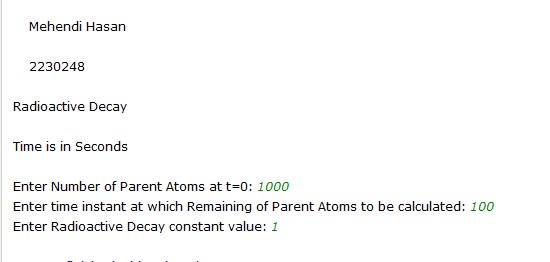 Mehendi Hasan
2230248
Radioactive Decay
Time is in Seconds
Enter Number of Parent Atoms at t=0: 1000
Enter time instant at which Remaining of Parent Atoms to be calculated: 100
Enter Radioactive Decay constant value: 1